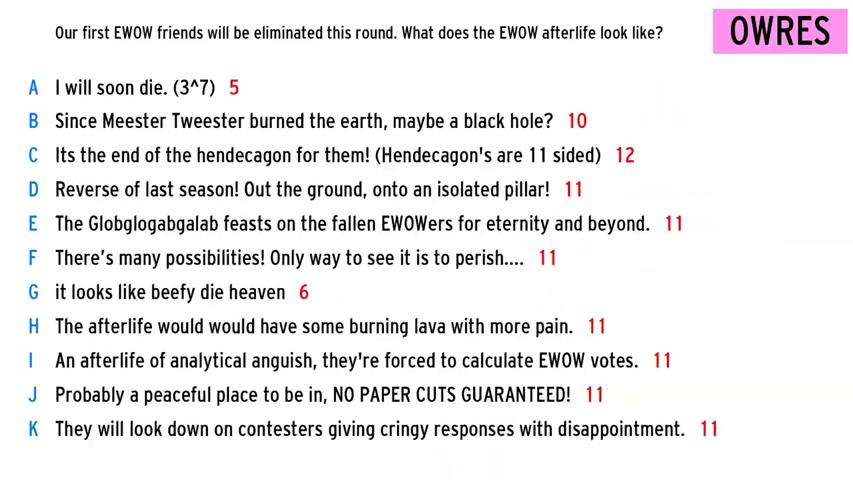 Our first EWOW friends will be eliminated this round. What does the EWOW afterlife look like?
OWRES
A I will soon die. (3^7) 5
B Since Meester Tweester burned the earth, maybe a black hole? 10
C Its the end of the hendecagon for them! (Hendecagon's are 11 sided) 12
D Reverse of last season! Out the ground, onto an isolated pillar! 11
E The Globglogabgalab feasts on the fallen EWOWers for eternity and beyond. 11
F There's many possibilities! Only way to see it is to perish.... 11
G it looks like beefy die heaven 6
H The afterlife would would have some burning lava with more pain. 11
I An afterlife of analytical anguish, they're forced to calculate EWOW votes. 11
J Probably a peaceful place to be in, NO PAPER CUTS GUARANTEED! 11
K They will look down on contesters giving cringy responses with disappointment. 11